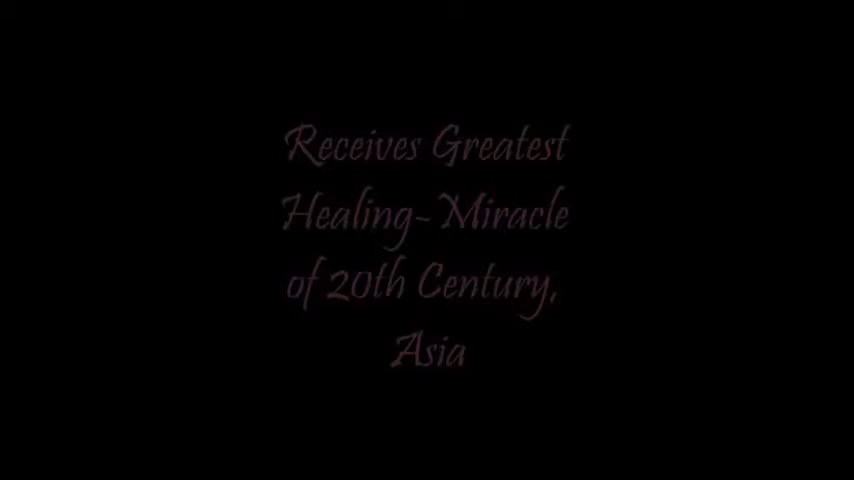 Receives Greatest
Healing-Miracle
of 20th Century,
Asia